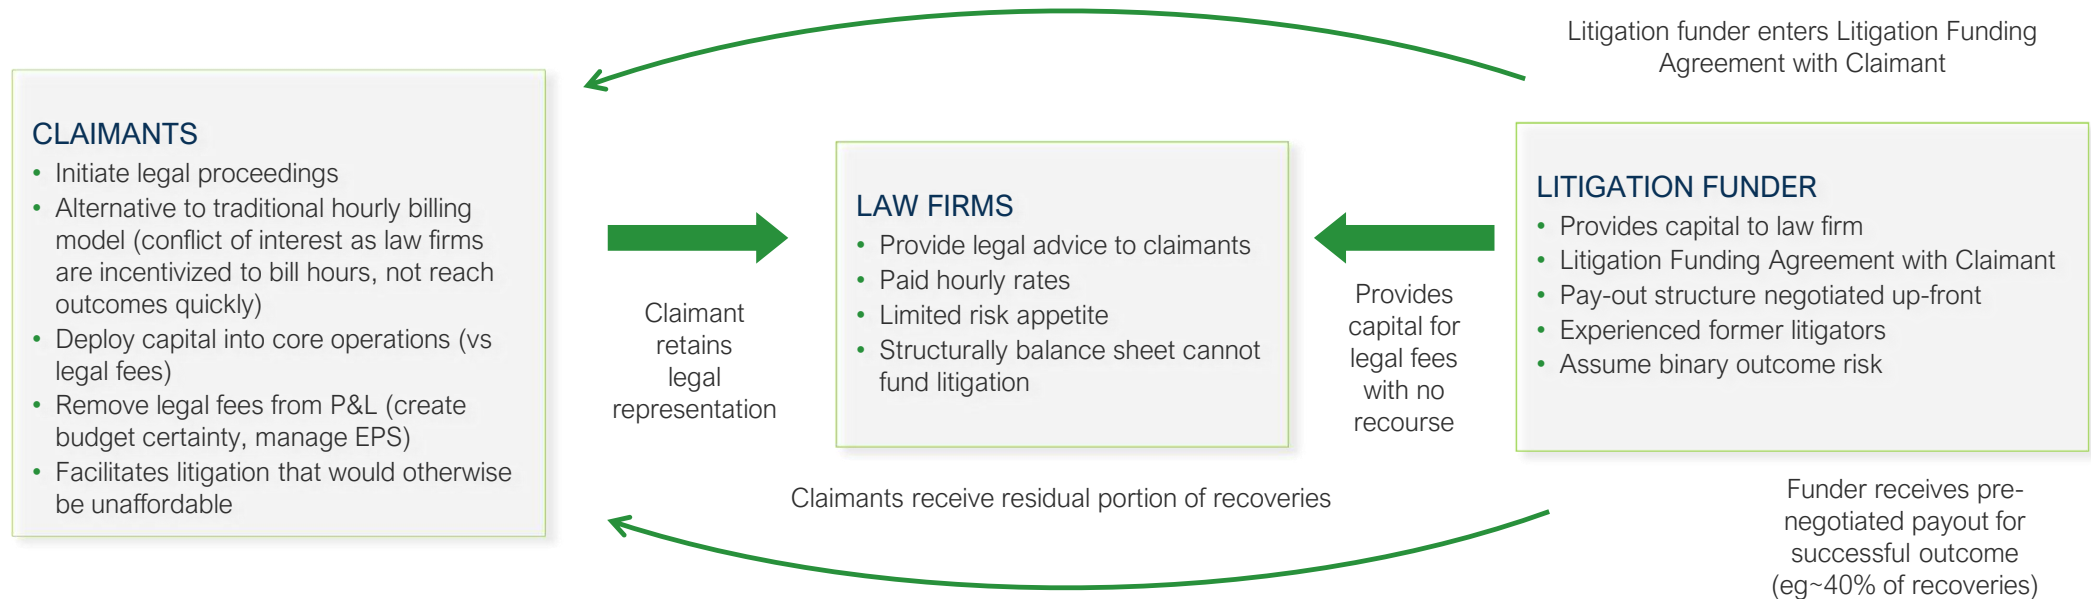 Litigation funder enters Litigation Funding
Agreement with Claimant
CLAIMANTS
• Initiate legal proceedings
• Alternative to traditional hourly billing
model (conflict of interest as law firms
are incentivized to bill hours, not reach
outcomes quickly)
• Deploy capital into core operations (vs
legal fees)
• Remove legal fees from P&L (create
budget certainty, manage EPS)
• Facilitates litigation that would otherwise
be unaffordable
Claimant
retains
legal
representation
LAW FIRMS
• Provide legal advice to claimants
• Paid hourly rates
• Limited risk appetite
• Structurally balance sheet cannot
fund litigation
Provides
capital for
legal fees
with no
recourse
LITIGATION FUNDER
• Provides capital to law firm
• Litigation Funding Agreement with Claimant
• Pay-out structure negotiated up-front
• Experienced former litigators
• Assume binary outcome risk
Claimants receive residual portion of recoveries
Funder receives pre-
negotiated payout for
successful outcome
(eg~40% of recoveries)